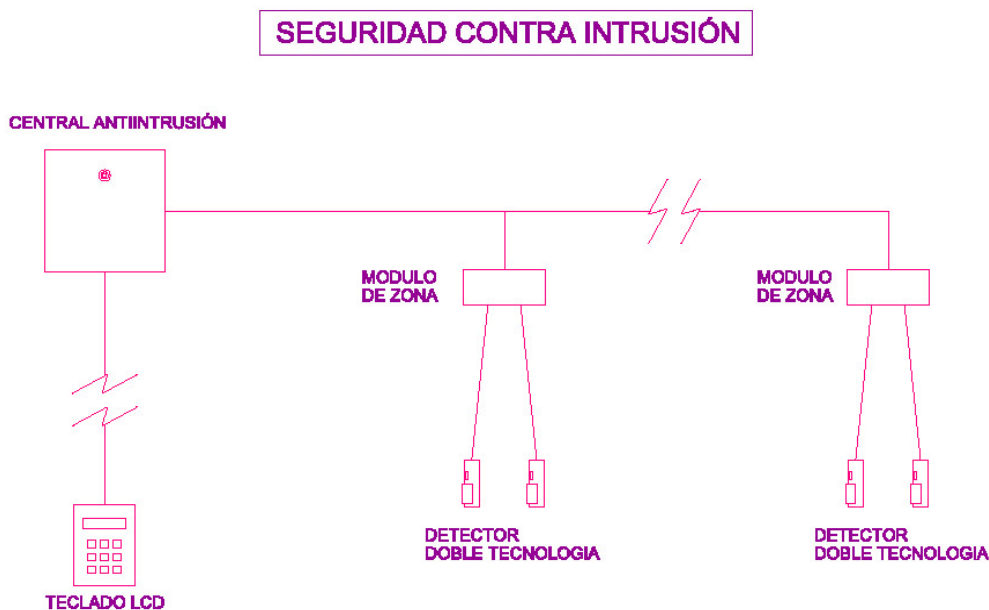 SEGURIDAD CONTRA INTRUSIÓN
CENTRAL ANTIINTRUSIÓN
MODULO
DE ZONA
MODULO
DE ZONA
DETECTOR
DOBLE TECNOLOGIA
DETECTOR
DOBLE TECNOLOGIA
TECLADO LCD